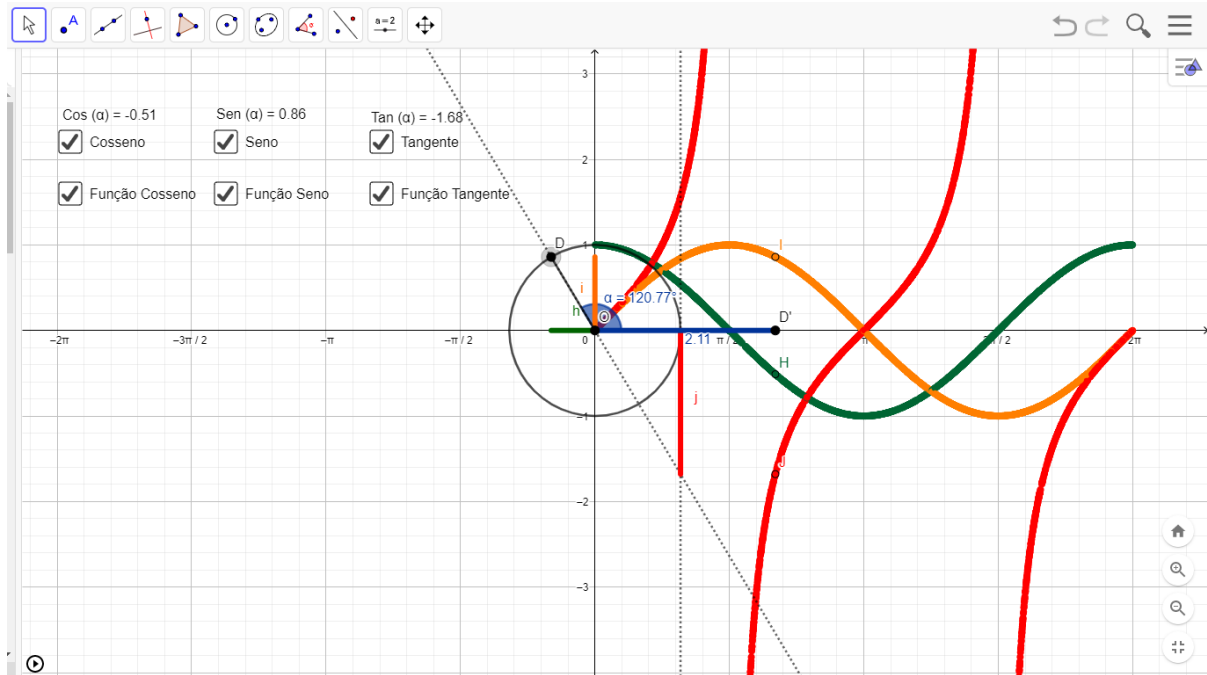 A
a=2
3
Cos (α) = -0.51 Sen (α) = 0.86 Tan (α) = -1.68
Cosseno Seno Tangente
2
Função Cosseno Função Seno Função Tangente
D 1 I
i
α = 120.77°
h O D'
−2π −3π / 2 −π −π / 2 0 2.11 π / 2 π 3π / 2 2π
H
j
−1
J
−2
−3